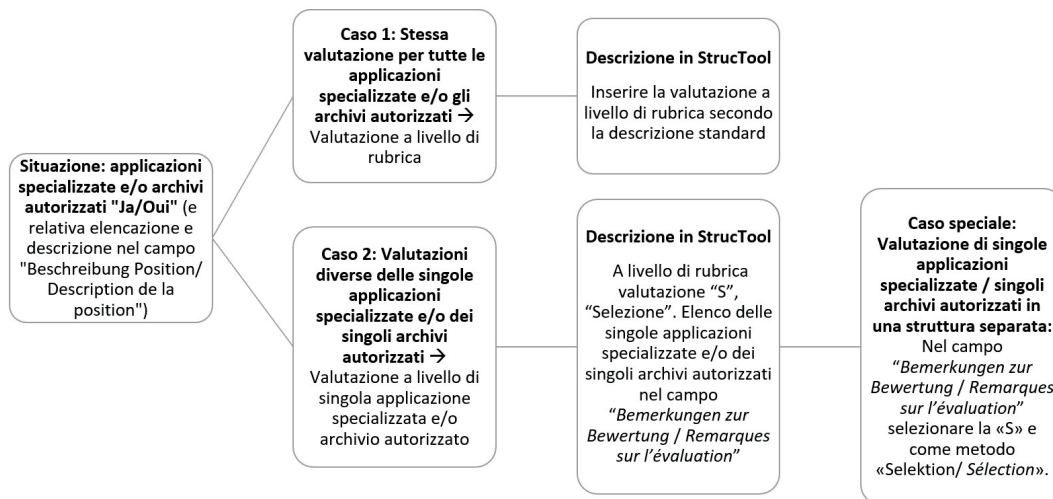 Situazione: applicazioni
specializzate e/o archivi
autorizzati "Ja/Oui" (e
relativa elencazione e
descrizione nel campo
"Beschreibung Position/
Description de la
position")
Caso 1: Stessa
valutazione per tutte le
applicazioni
specializzate e/o gli
archivi autorizzati →
Valutazione a livello di
rubrica
Descrizione in StrucTool
Inserire la valutazione a
livello di rubrica secondo
la descrizione standard
Caso 2: Valutazioni
diverse delle singole
applicazioni
specializzate e/o dei
singoli archivi
autorizzati →
Valutazione a livello di
singola applicazione
specializzata e/o
archivio autorizzato
Descrizione in StrucTool
A livello di rubrica
valutazione “S”,
“Selezione”. Elenco delle
singole applicazioni
specializzate e/o dei
singoli archivi autorizzati
nel campo
“Bemerkungen zur
Bewertung / Remarques
sur l’évaluation”
Caso speciale:
Valutazione di singole
applicazioni
specializzate / singoli
archivi autorizzati in
una struttura separata:
Nel campo
“Bemerkungen zur
Bewertung / Remarques
sur l’évaluation”
selezionare la «S» e
come metodo
«Selektion/ Sélection».